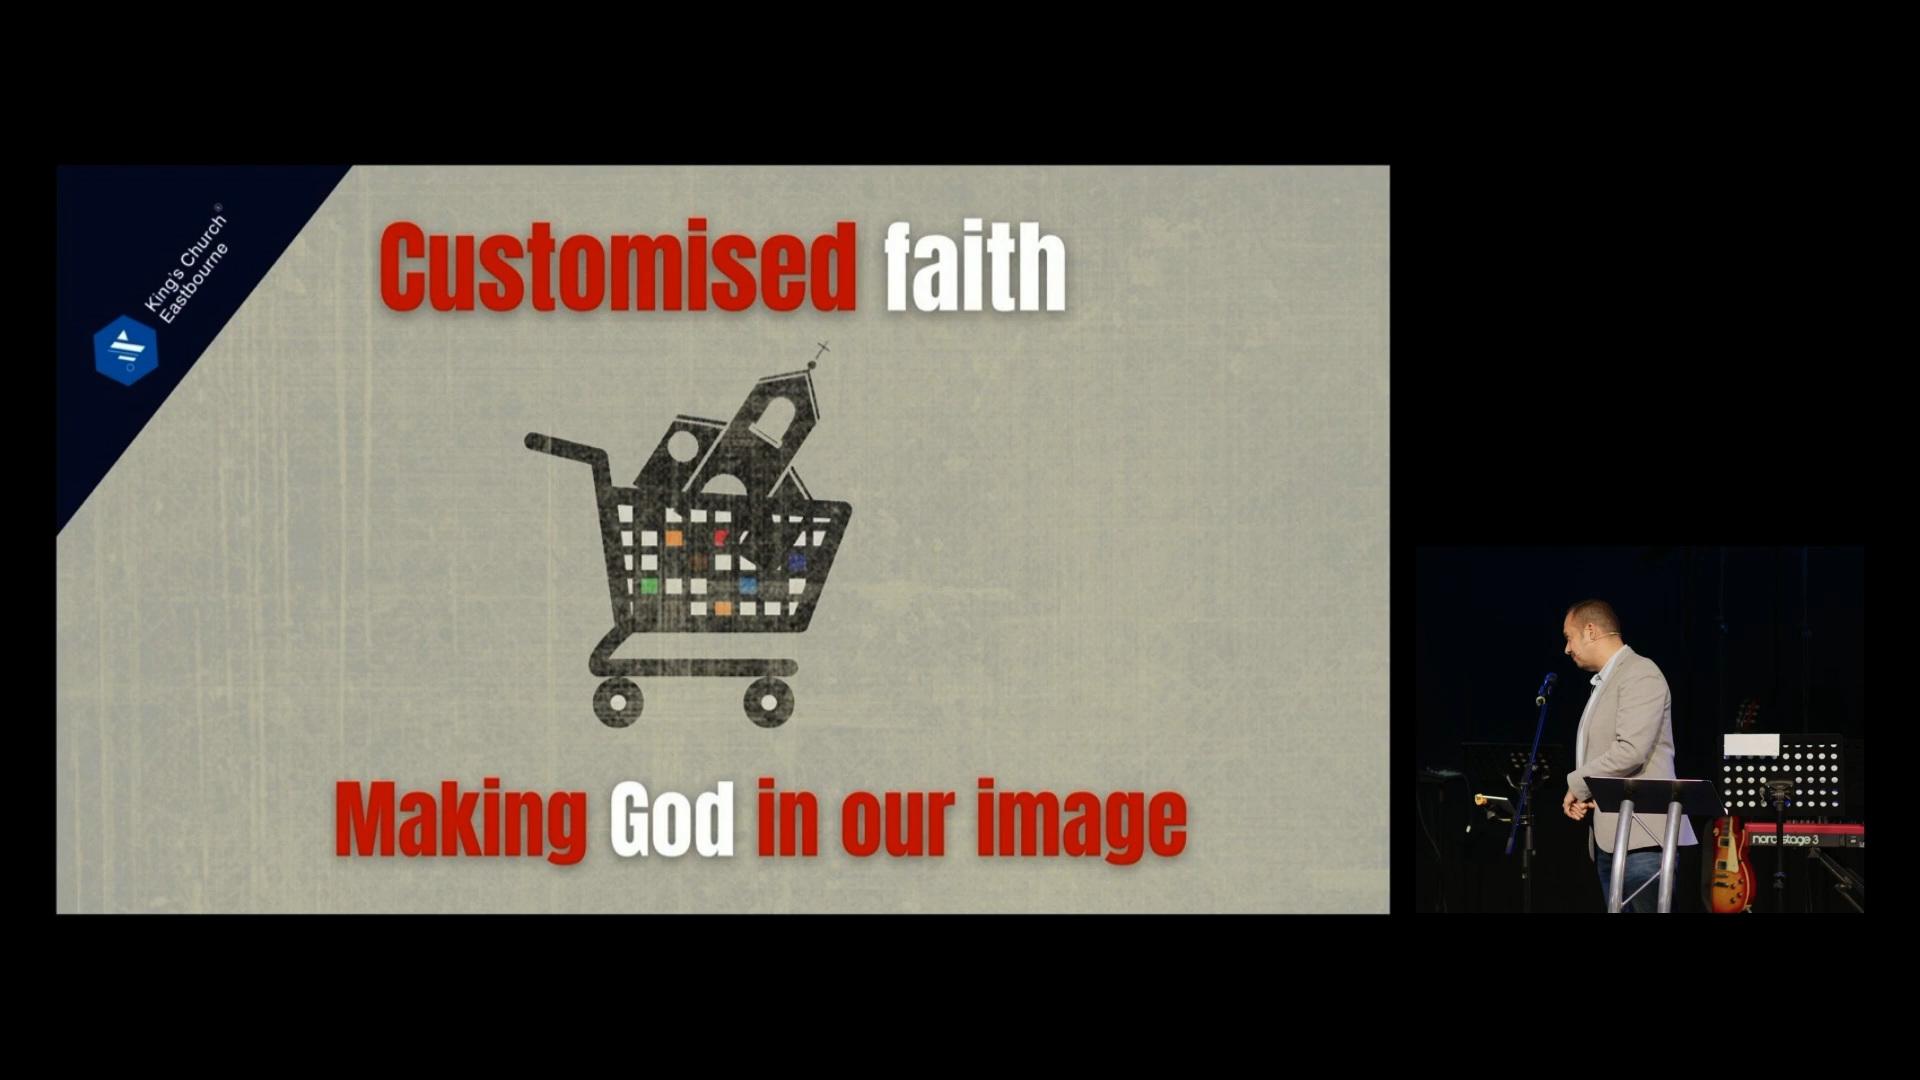 King's Church®
Eastbourne
Customised faith
Making God in our image
nord stage 3